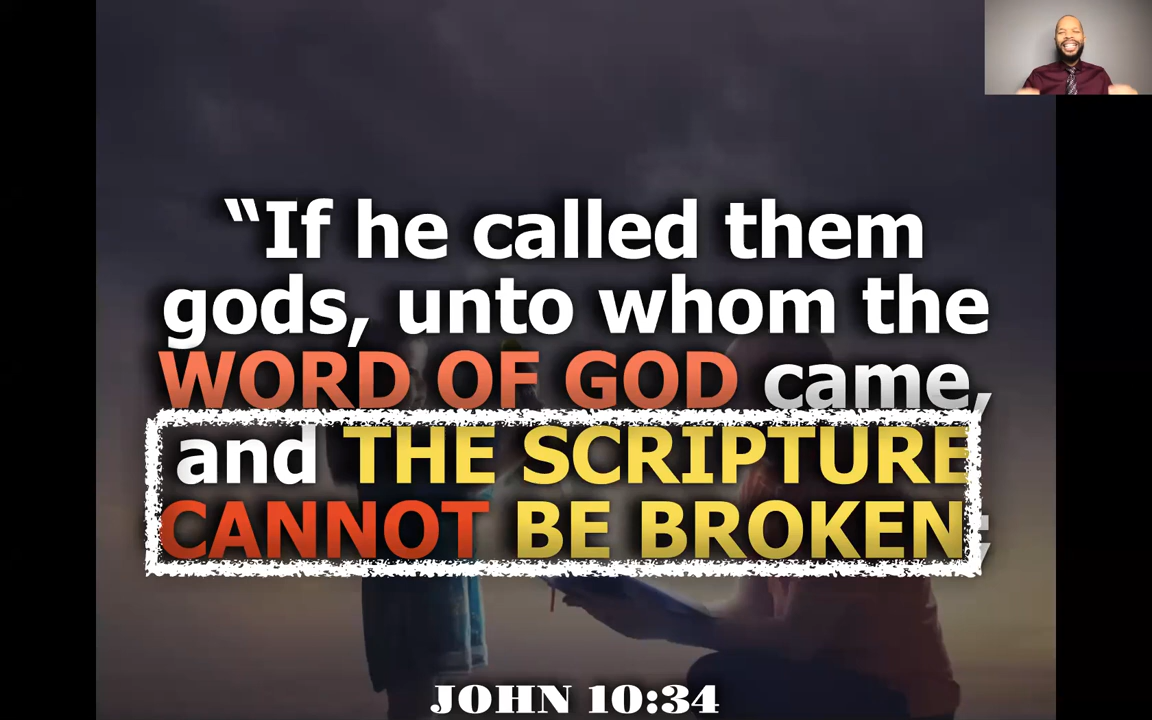 “If he called them
gods, unto whom the
WORD OF GOD came,
and THE SCRIPTURE
CANNOT BE BROKEN;
JOHN 10:34